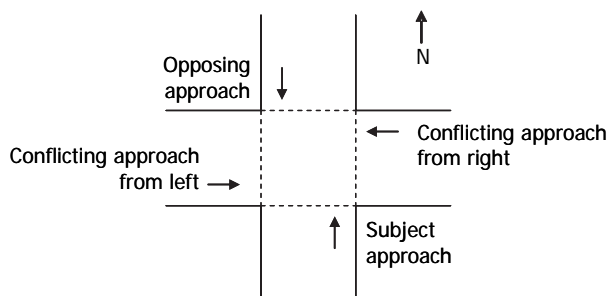 N
Opposing
approach
Conflicting approach
from right
Conflicting approach
from left
Subject
approach